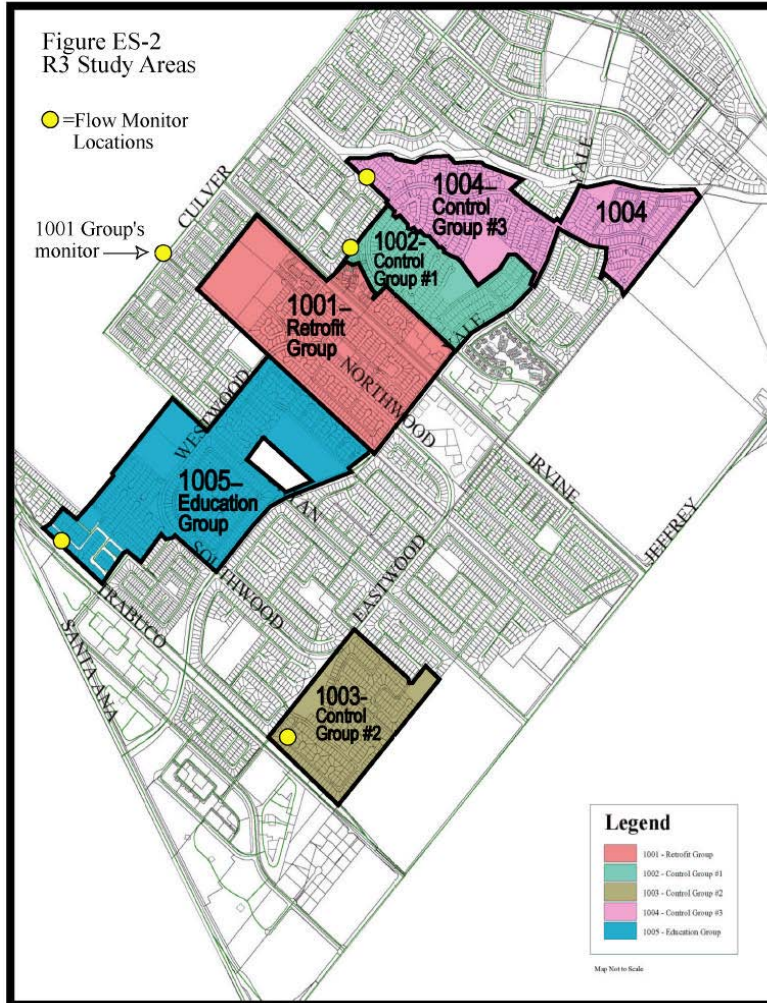 Figure ES-2
R3 Study Areas
=Flow Monitor
Locations
CULVER
1001 Group's
monitor
YALE
1004–
Control
Group #3
1004
1002-
Control
Group #1
1001–
Retrofit
Group
YALE
NORTHWOOD
WESTWOOD
1005–
Education
Group
IRVINE
JEFFREY
SOUTHWOOD
EASTWOOD
TRABUCO
SANTA ANA
1003-
Control
Group #2
Legend
1001 - Retrofit Group
1002 - Control Group #1
1003 - Control Group #2
1004 - Control Group #3
1005 - Education Group
Map Not to Scale